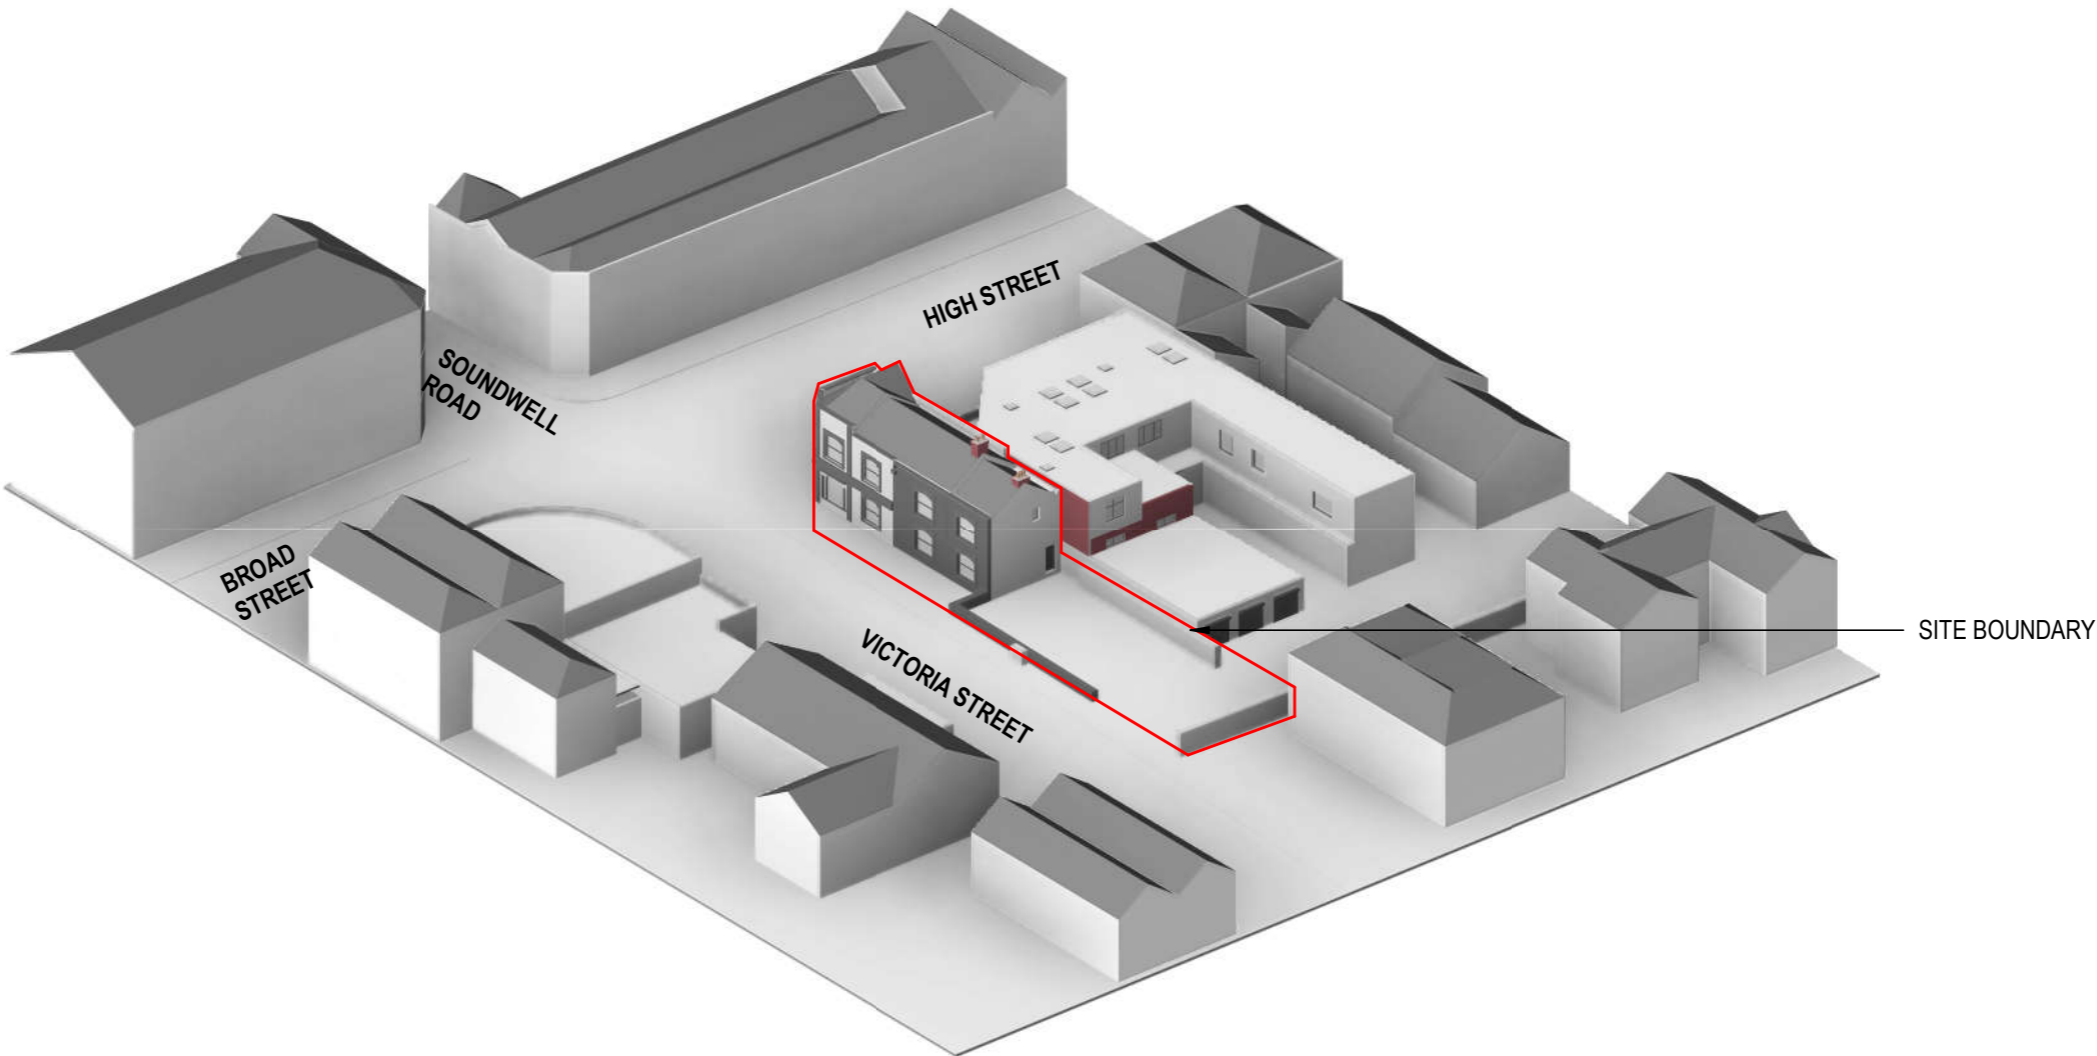 HIGH STREET
SOUNDWELL
ROAD
BROAD
STREET
VICTORIA STREET
SITE BOUNDARY